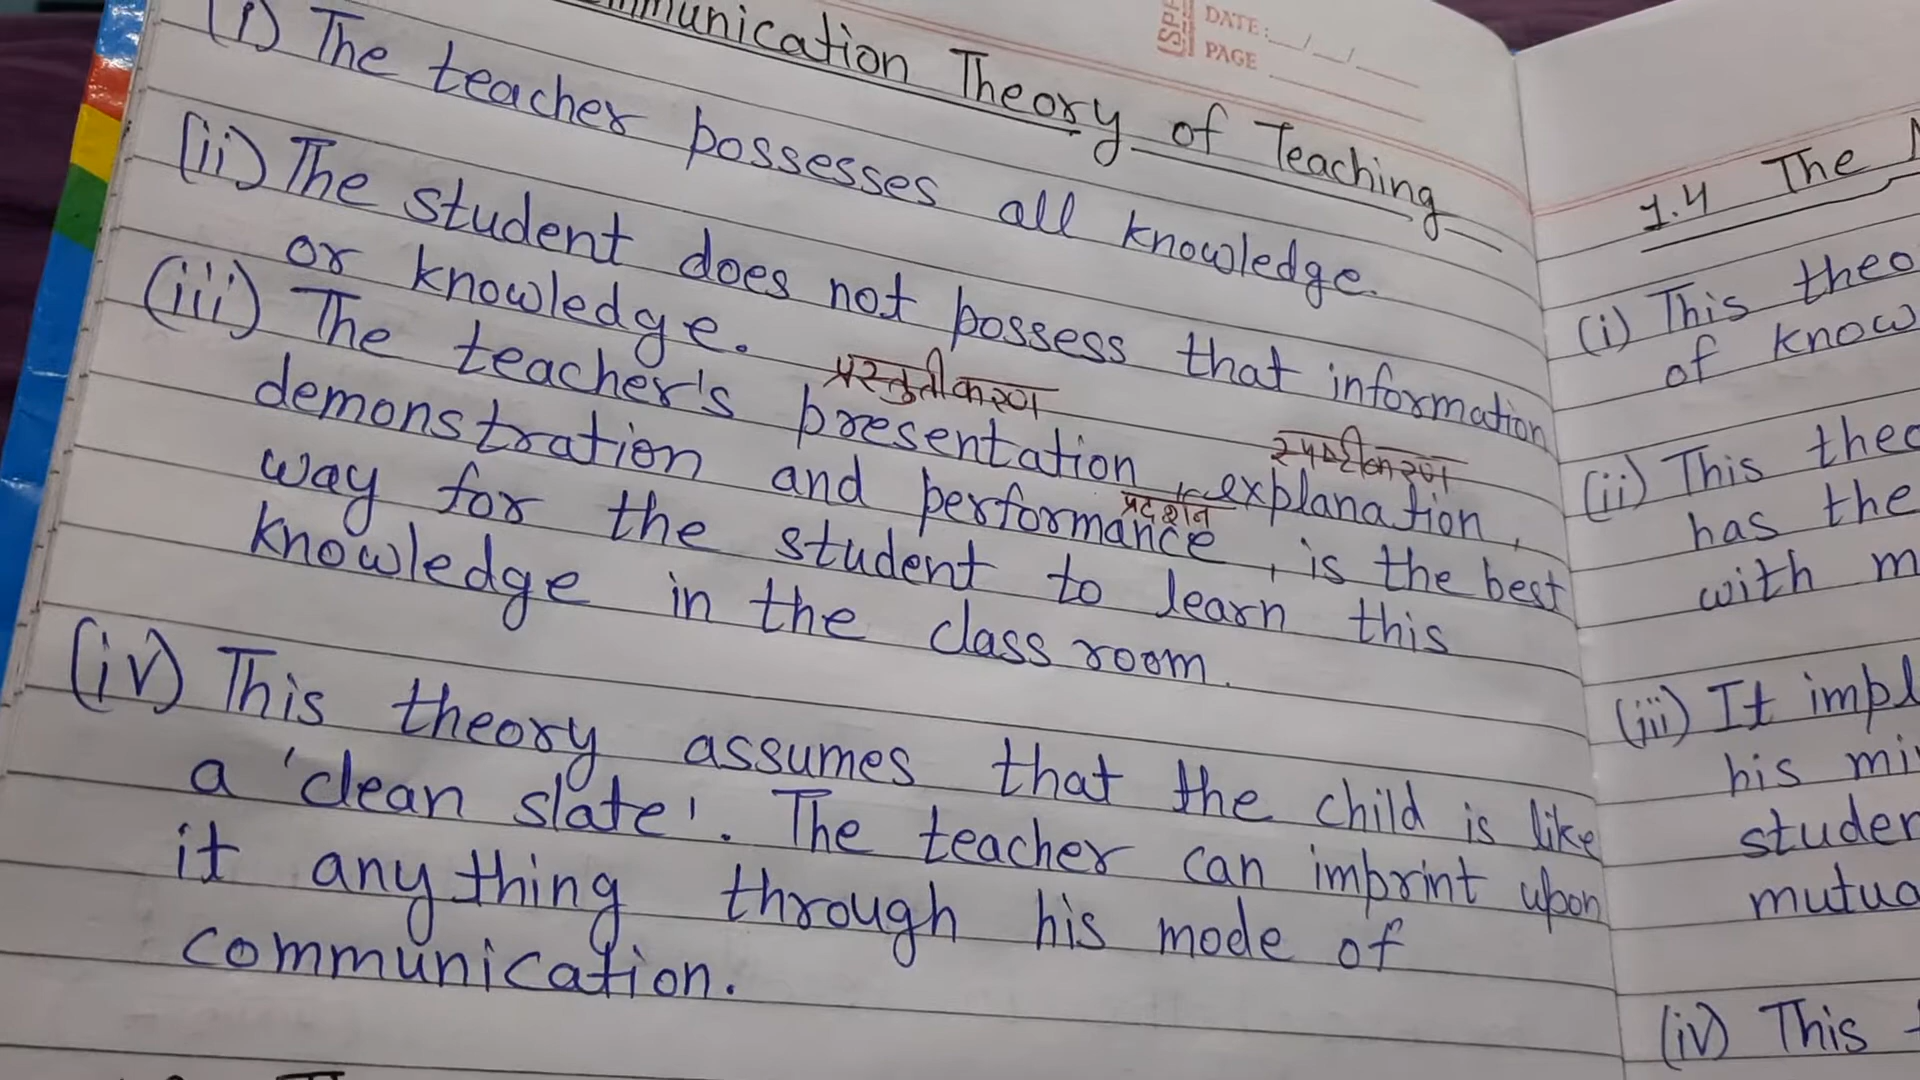 DATE:
PAGE
Communication Theory of Teaching
(i) The teacher possesses all knowledge.
(ii) The student does not possess that information
or knowledge.
(iii) The teacher's presentation, explanation,
प्रस्तुतीकरण
स्पष्टीकरण
demonstration and performance, is the best
प्रदर्शन
way for the student to learn this
knowledge in the class room.
(iv) This theory assumes that the child is like
a 'clean slate'. The teacher can imprint upon
it any thing through his mode of
communication.
1.4 The
(i) This theo
of know
(ii) This theo
has the
with m
(iii) It impl
his mi
studen
mutua
(iv) This